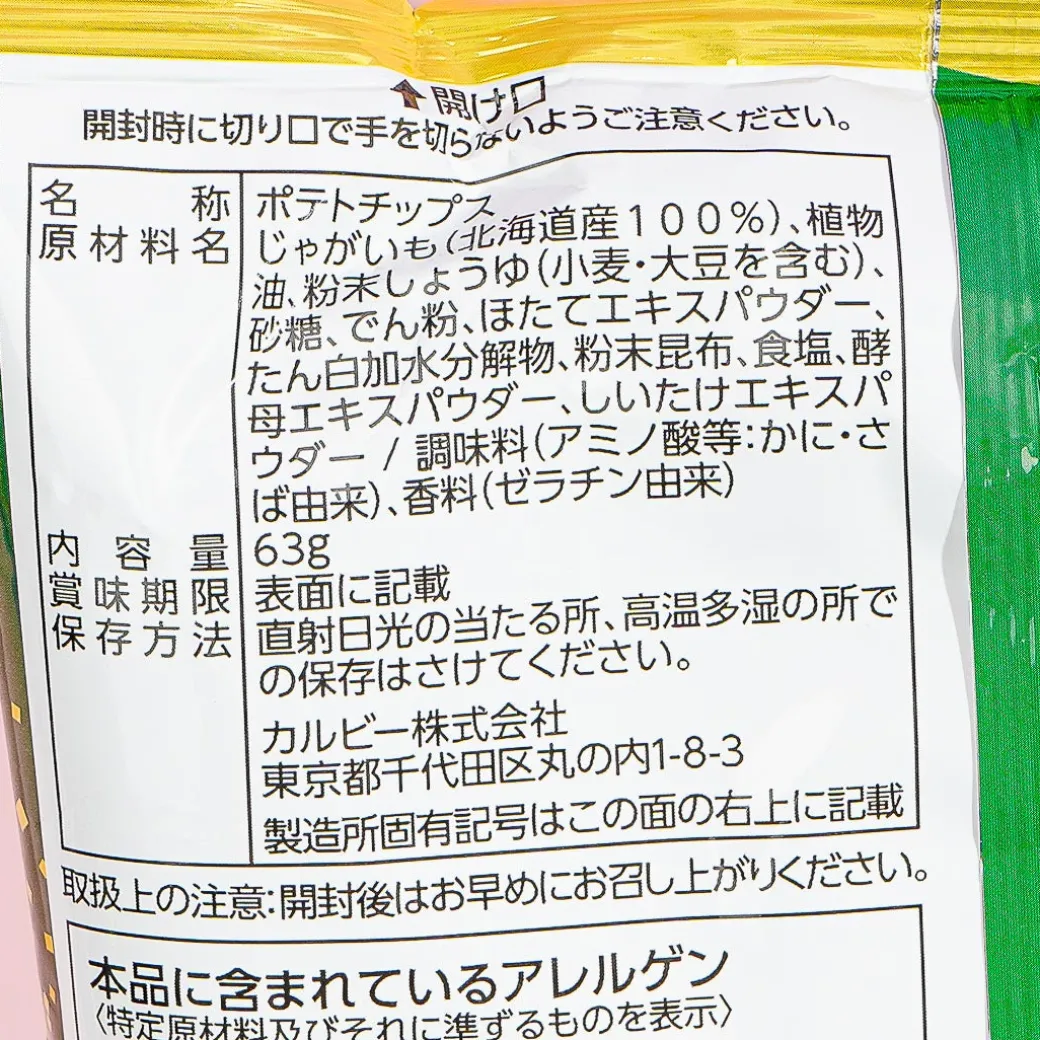 開け口
開封時に切り口で手を切らないようご注意ください。
名称 ポテトチップス
原材料名 じゃがいも(北海道産100%)、植物
油、粉末しょうゆ(小麦・大豆を含む)、
砂糖、でん粉、ほたてエキスパウダー、
たん白加水分解物、粉末昆布、食塩、酵
母エキスパウダー、しいたけエキスパ
ウダー / 調味料(アミノ酸等:かに・さ
ば由来)、香料(ゼラチン由来)
内容量 63g
賞味期限 表面に記載
保存方法 直射日光の当たる所、高温多湿の所で
の保存はさけてください。
カルビー株式会社
東京都千代田区丸の内1-8-3
製造所固有記号はこの面の右上に記載
取扱上の注意:開封後はお早めにお召し上がりください。
本品に含まれているアレルゲン
〈特定原材料及びそれに準ずるものを表示〉